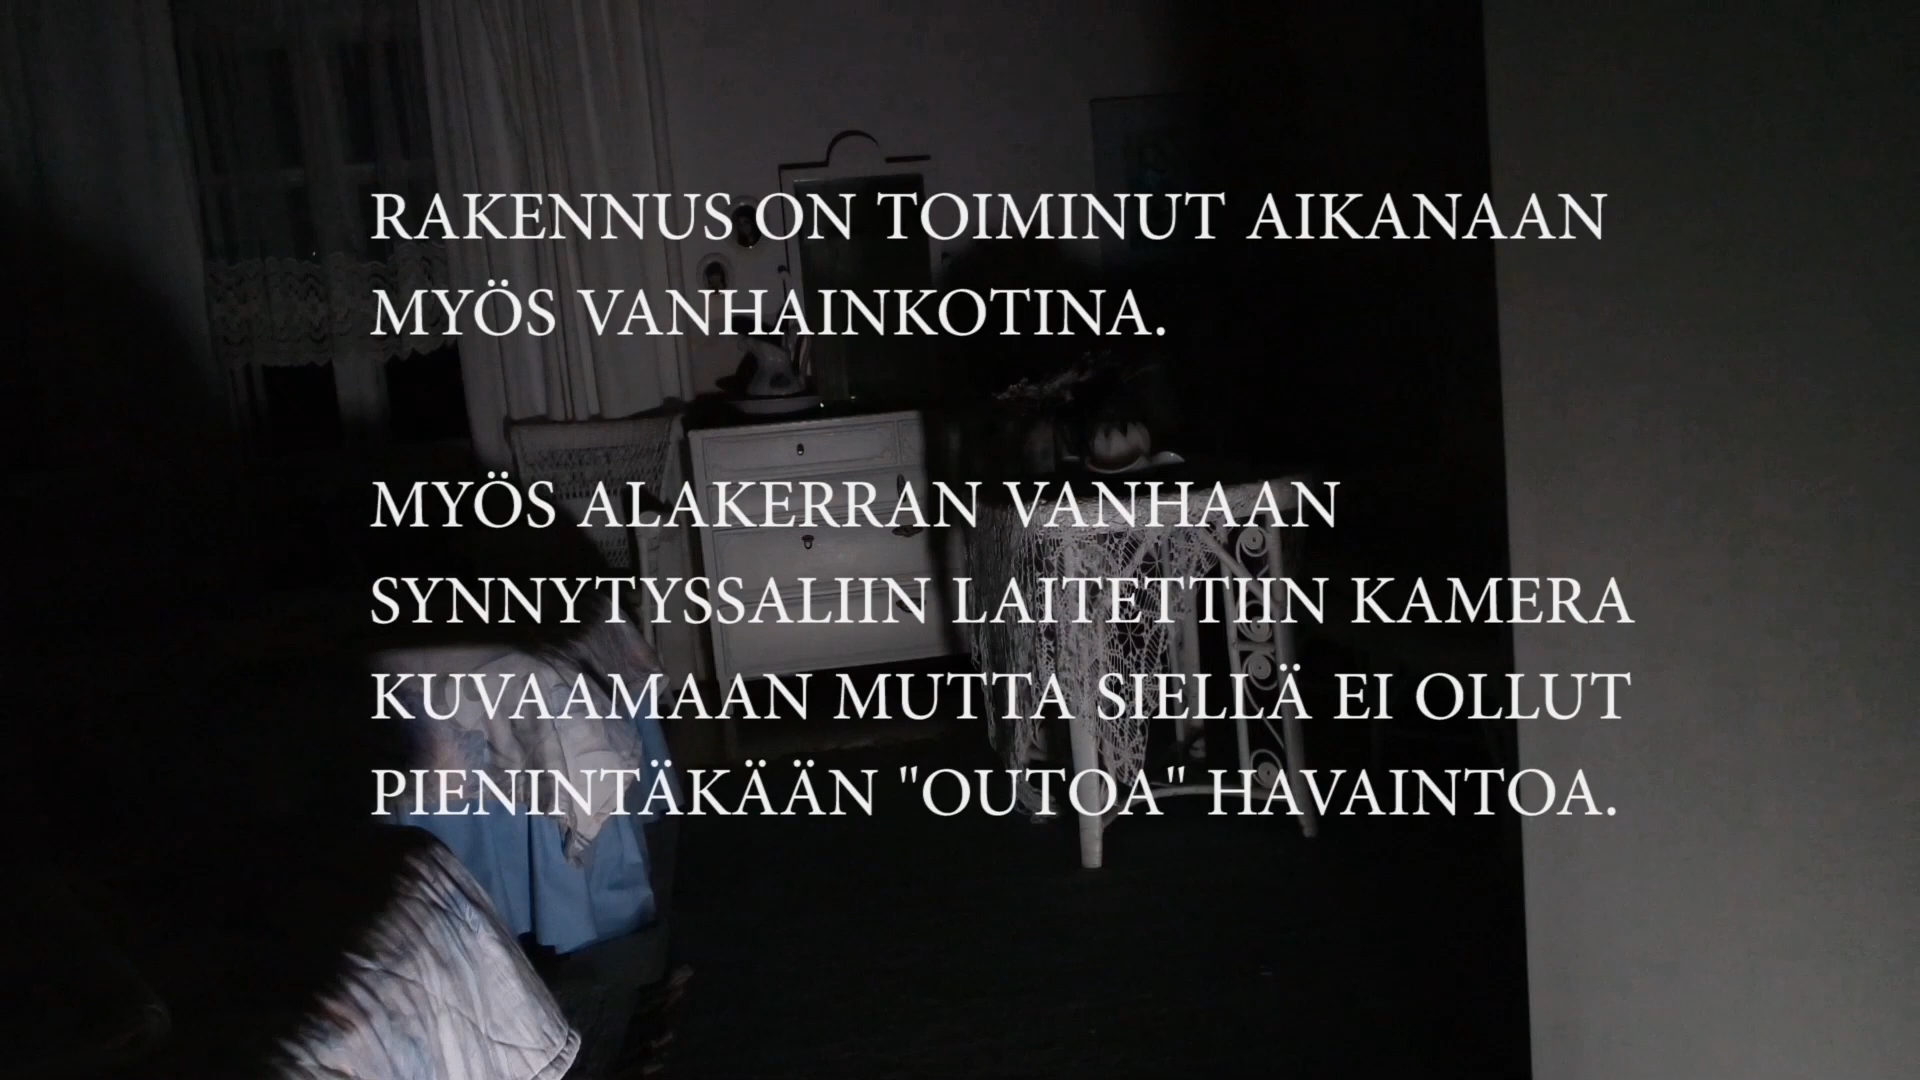 RAKENNUS ON TOIMINUT AIKANAAN
MYÖS VANHAINKOTINA.
MYÖS ALAKERRAN VANHAAN
SYNNYTYSSALIIN LAITETTIIN KAMERA
KUVAAMAAN MUTTA SIELLÄ EI OLLUT
PIENINTÄKÄÄN "OUTOA" HAVAINTOA.